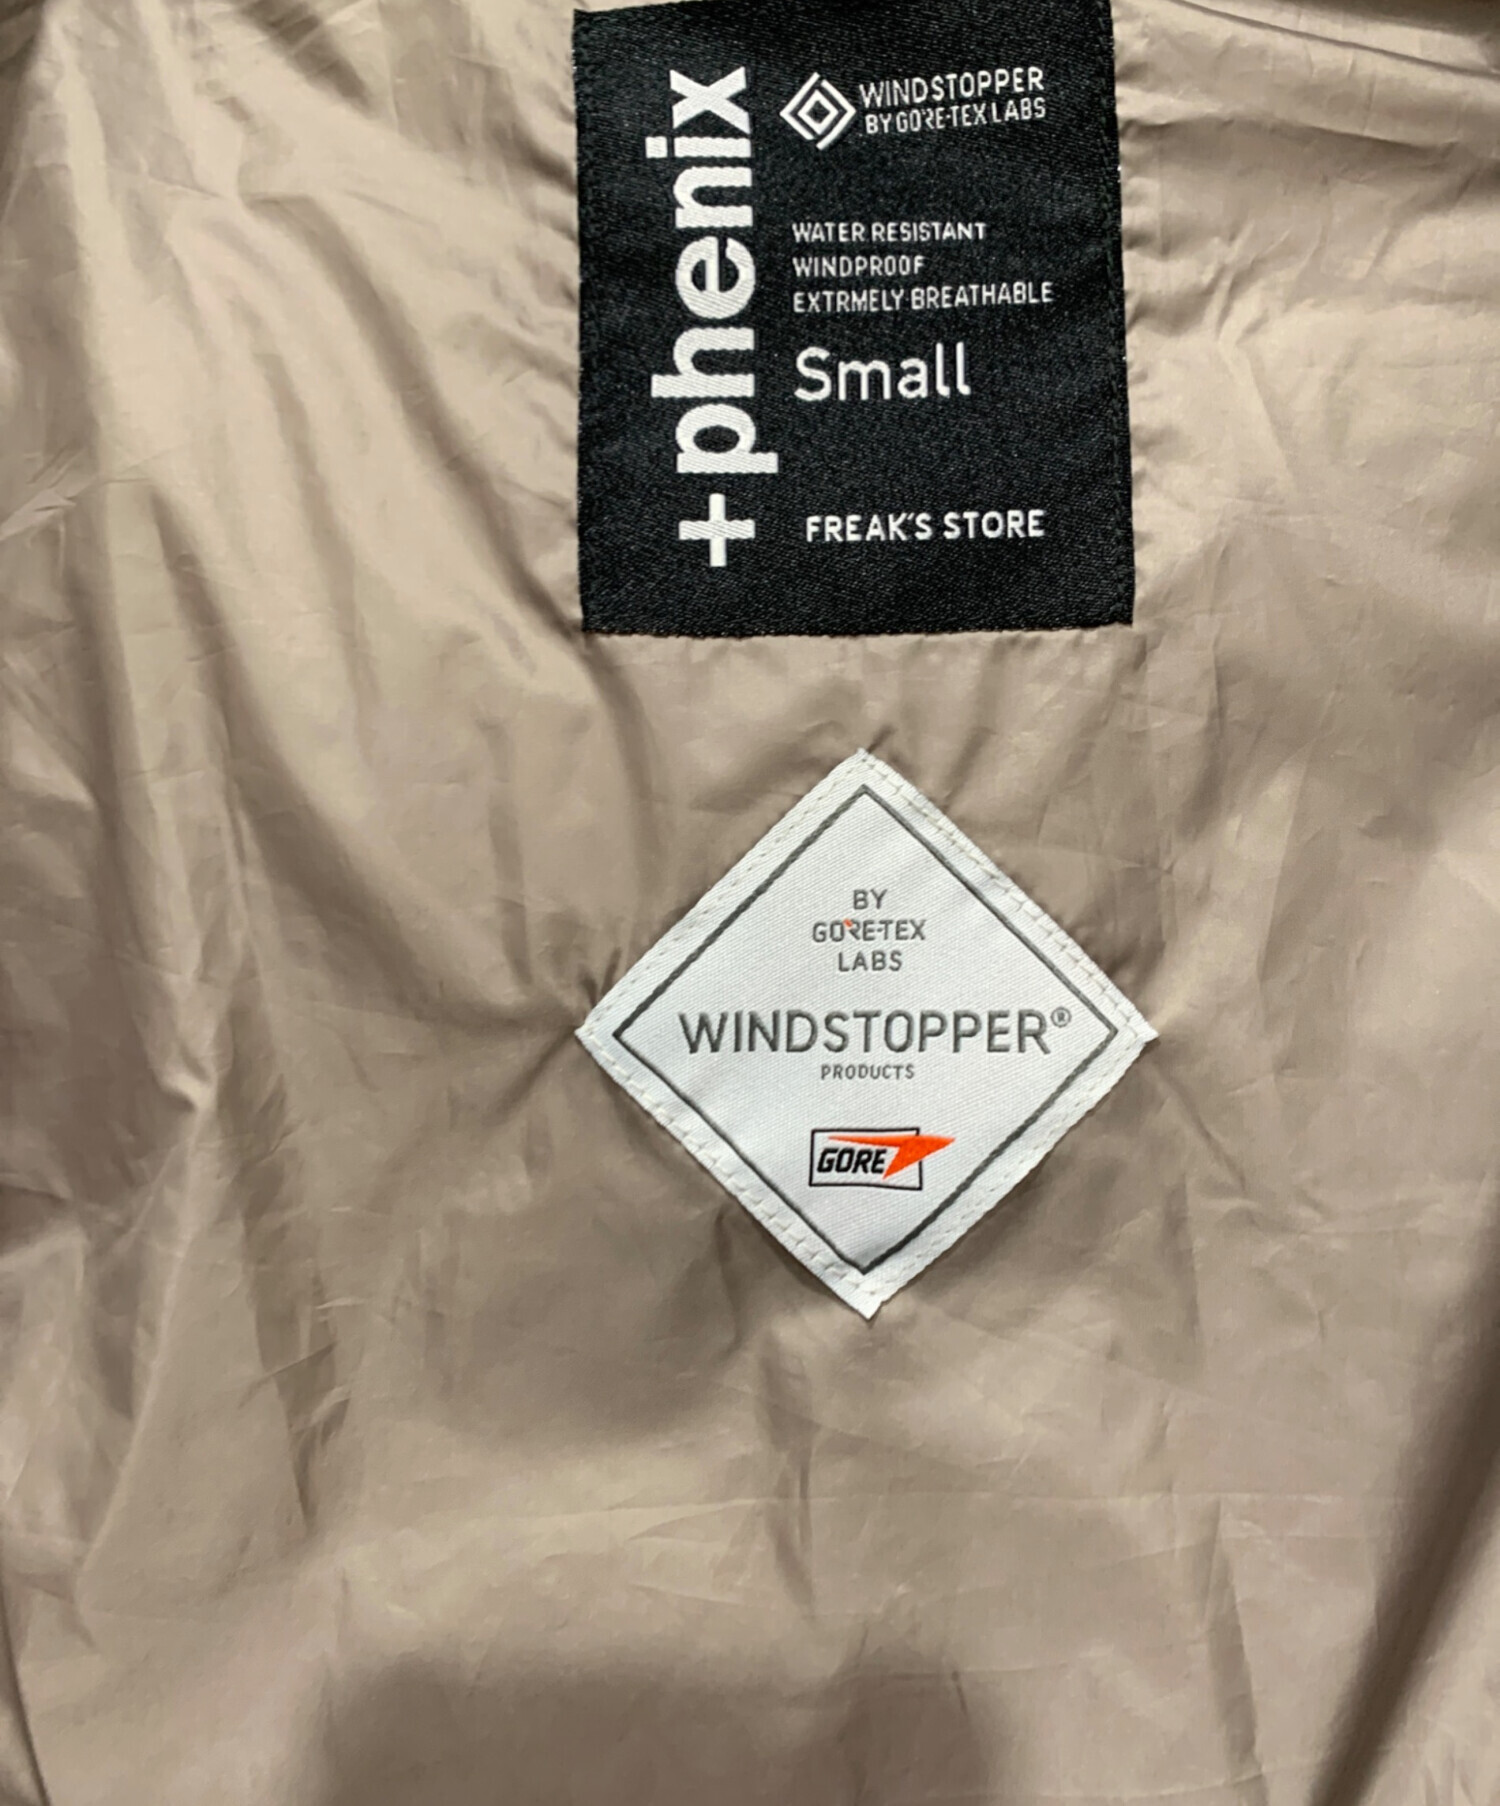 + phenix
WINDSTOPPER
BY GORE-TEX LABS
WATER RESISTANT
WINDPROOF
EXTRMELY BREATHABLE
Small
FREAK'S STORE
BY
GORE-TEX
LABS
WINDSTOPPER®
PRODUCTS
GORE